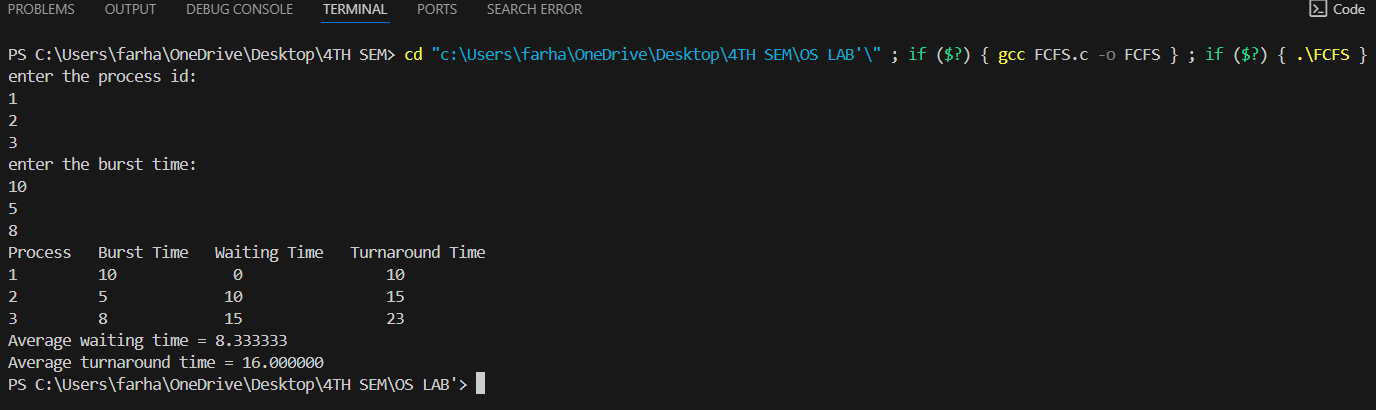 PROBLEMS OUTPUT DEBUG CONSOLE TERMINAL PORTS SEARCH ERROR Code
PS C:\Users\farha\OneDrive\Desktop\4TH SEM> cd "c:\Users\farha\OneDrive\Desktop\4TH SEM\OS LAB'\" ; if ($?) { gcc FCFS.c -o FCFS } ; if ($?) { .\FCFS }
enter the process id:
1
2
3
enter the burst time:
10
5
8
Process Burst Time Waiting Time Turnaround Time
1 10 0 10
2 5 10 15
3 8 15 23
Average waiting time = 8.333333
Average turnaround time = 16.000000
PS C:\Users\farha\OneDrive\Desktop\4TH SEM\OS LAB'>